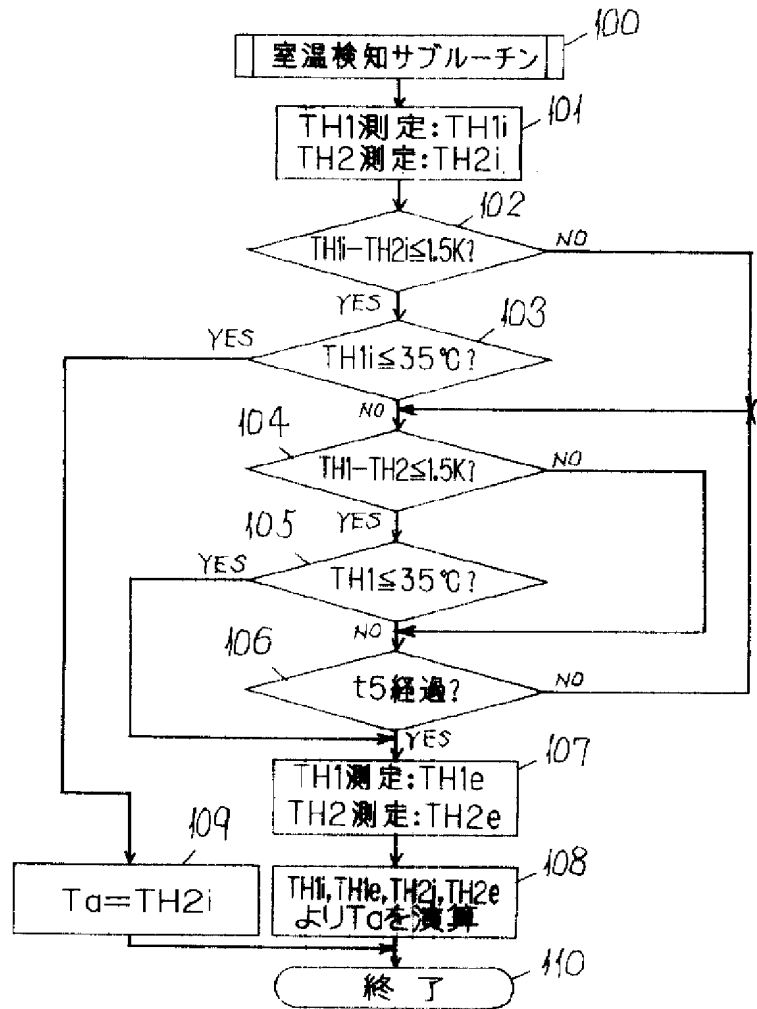 100
室温検知サブルーチン
101
TH1測定:TH1i
TH2測定:TH2i
102
TH1i-TH2i≦1.5K?
NO
YES
103
YES
TH1i≦35℃?
NO
104
TH1-TH2≦1.5K?
NO
YES
105
YES
TH1≦35℃?
NO
106
t5経過?
NO
YES
107
TH1測定:TH1e
TH2測定:TH2e
109
108
Ta=TH2i
TH1i,TH1e,TH2i,TH2e
よりTaを演算
110
終了